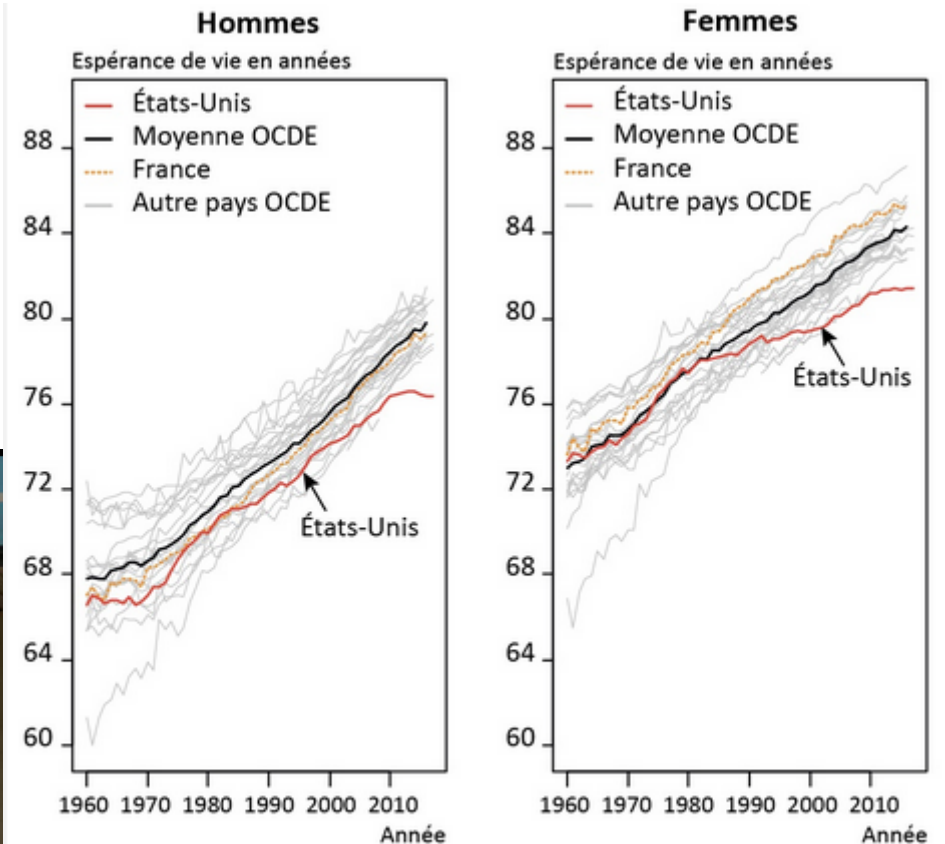 Hommes
Espérance de vie en années
États-Unis
Moyenne OCDE
France
Autre pays OCDE
88
84
80
76
72
68
64
60
États-Unis
1960 1970 1980 1990 2000 2010
Année
Femmes
Espérance de vie en années
États-Unis
Moyenne OCDE
France
Autre pays OCDE
88
84
80
76
72
68
64
60
États-Unis
1960 1970 1980 1990 2000 2010
Année